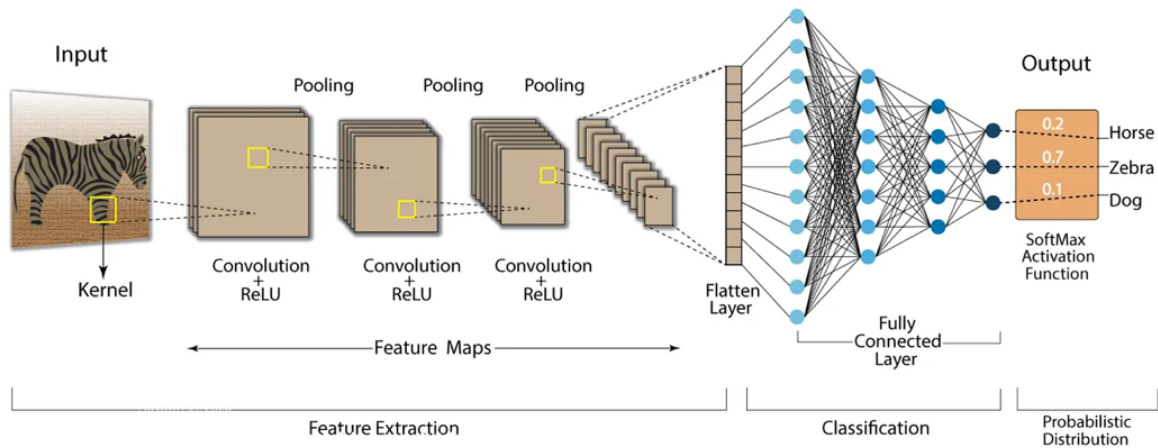 Input
Kernel
Pooling
Pooling
Pooling
Convolution
+
ReLU
Convolution
+
ReLU
Convolution
+
ReLU
Feature Maps
Flatten
Layer
Fully
Connected
Layer
Output
0.2
0.7
0.1
Horse
Zebra
Dog
SoftMax
Activation
Function
Feature Extraction
Classification
Probabilistic
Distribution